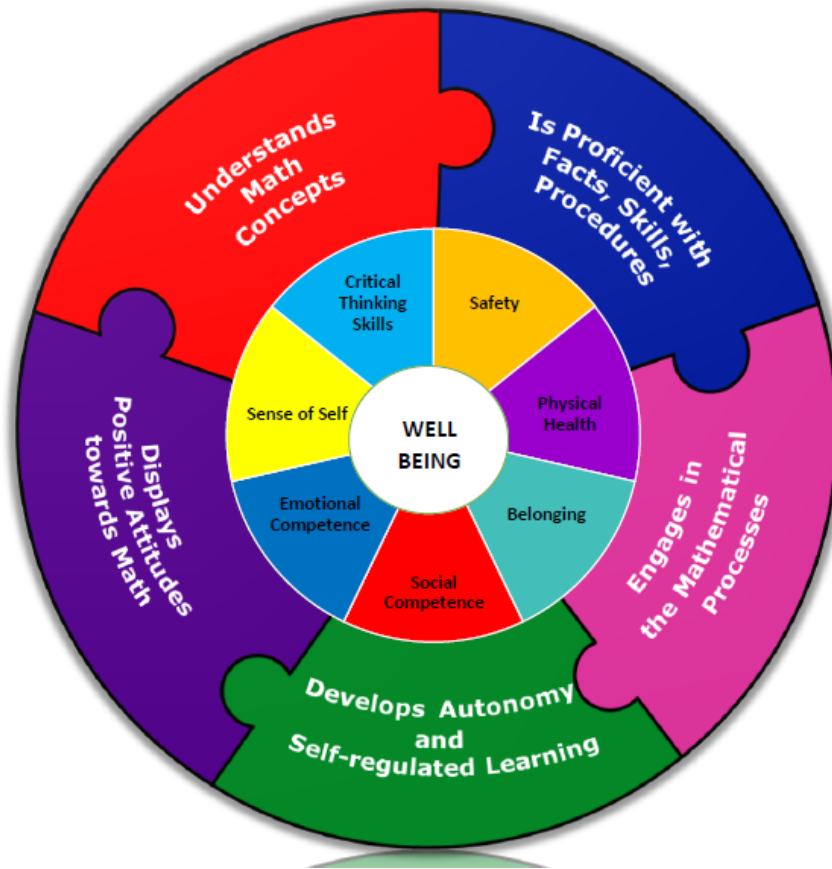 Understands
Math
Concepts
Is Proficient with
Facts, Skills,
Procedures
Engages in
the Mathematical
Processes
Develops Autonomy
and
Self-regulated Learning
Displays
Positive Attitudes
towards Math
Critical
Thinking
Skills
Safety
Physical
Health
Belonging
Social
Competence
Emotional
Competence
Sense of Self
WELL
BEING